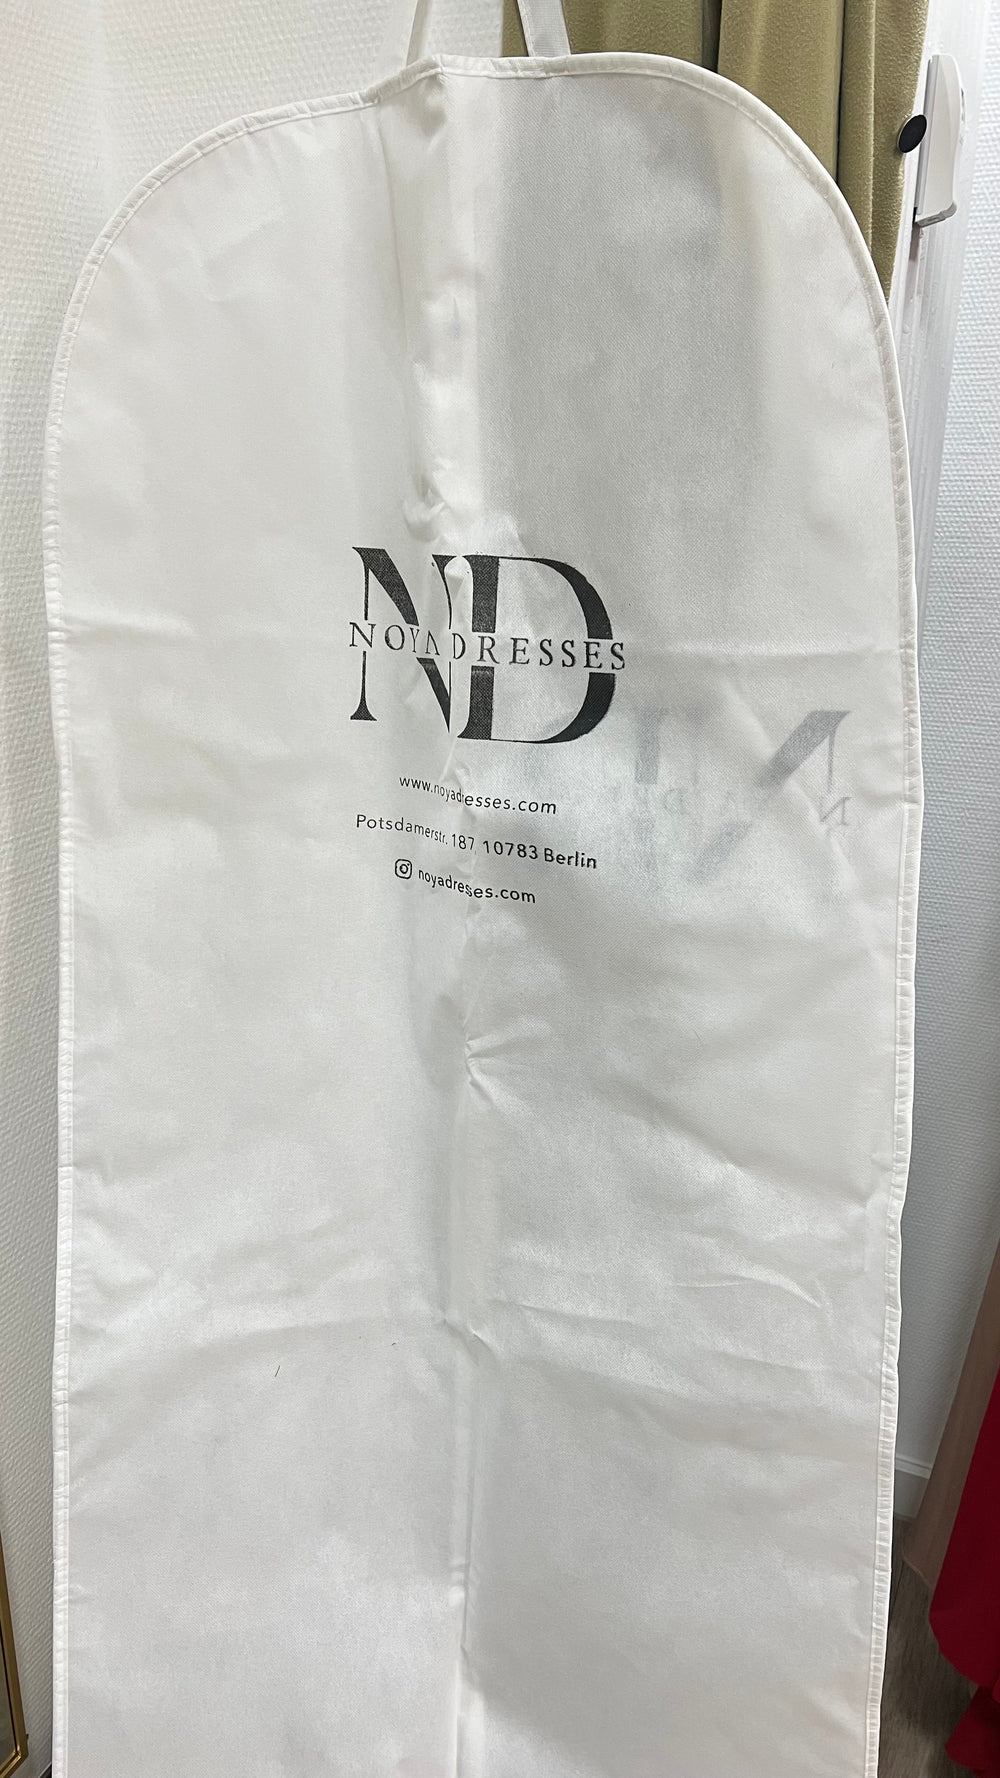 ND
NOYADRESSES
www.noyadresses.com
Potsdamerstr. 187 10783 Berlin
noyadresses.com